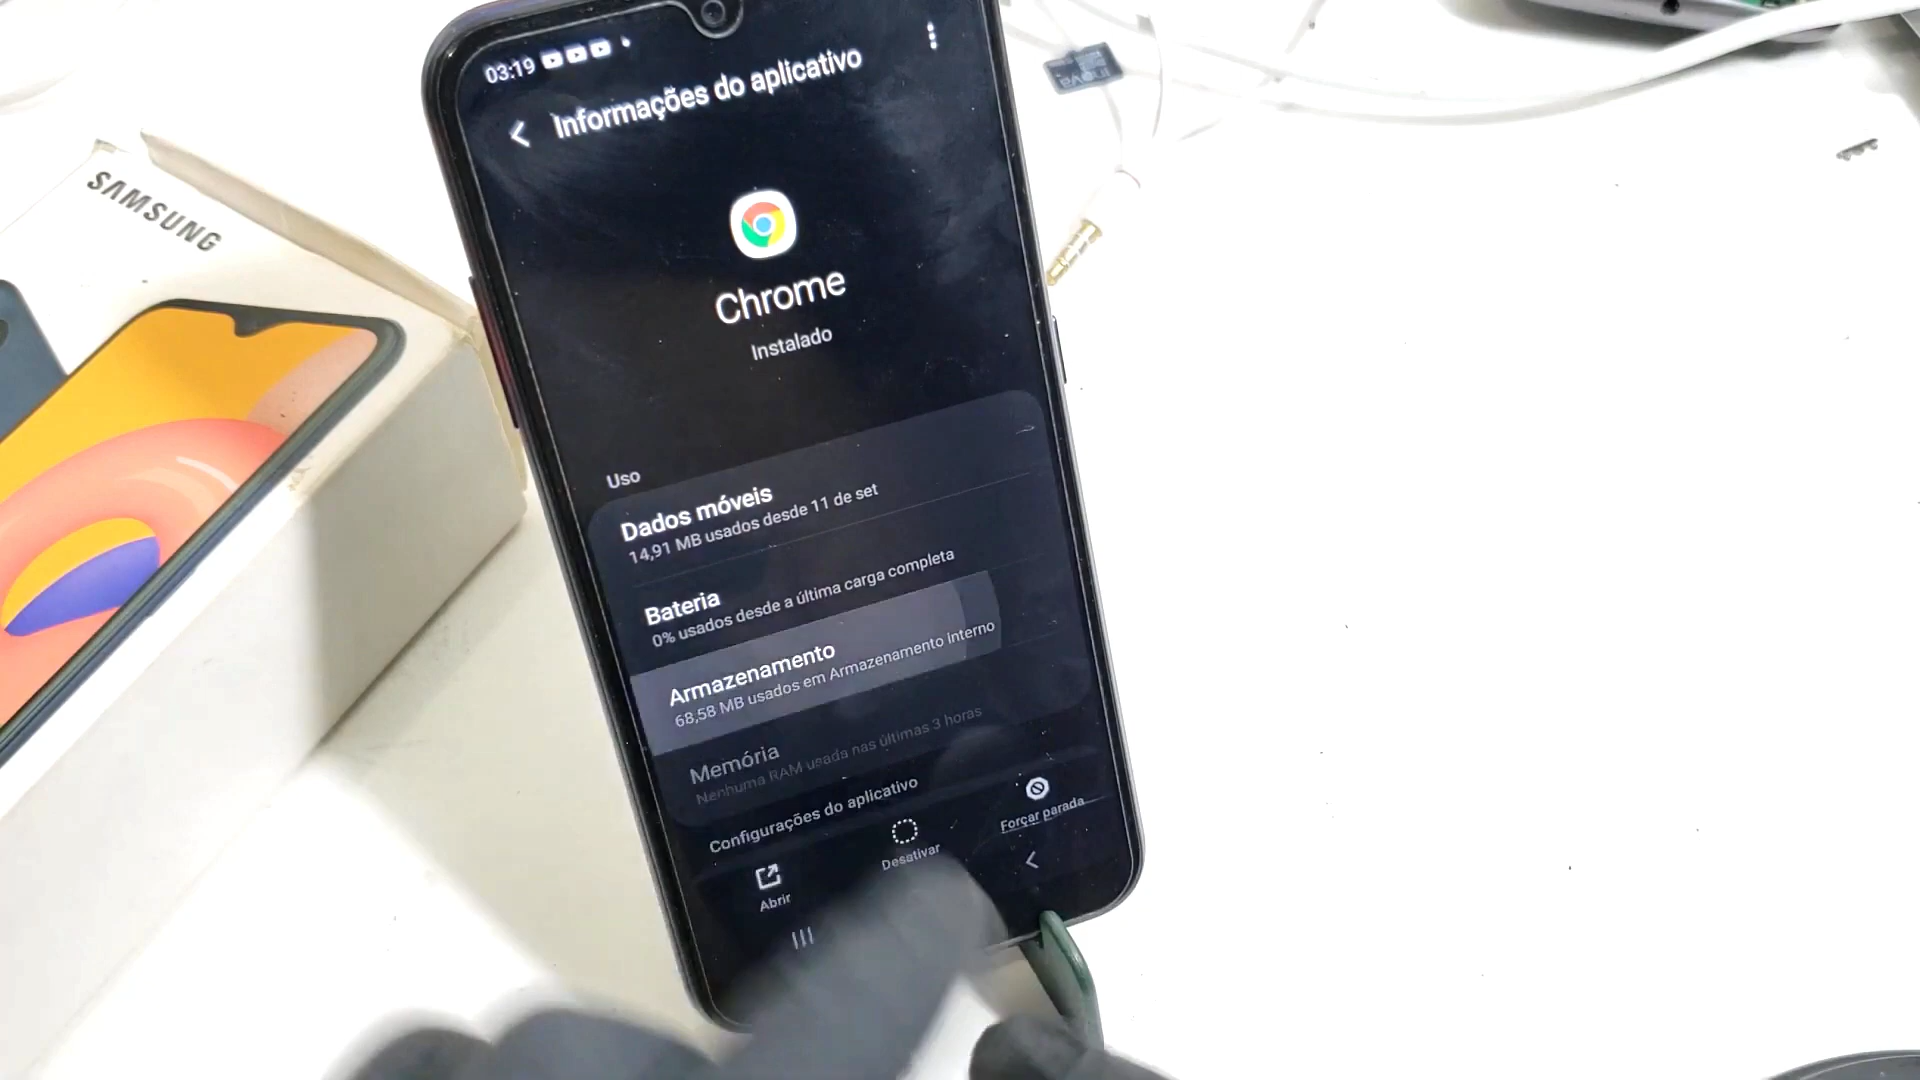 03:19
Informações do aplicativo
SAMSUNG
Chrome
Instalado
Uso
Dados móveis
14,91 MB usados desde 11 de set
Bateria
0% usados desde a última carga completa
Armazenamento
68,58 MB usados em Armazenamento interno
Memória
Nenhuma RAM usada nas últimas 3 horas
Configurações do aplicativo
Abrir
Desativar
Forçar parada